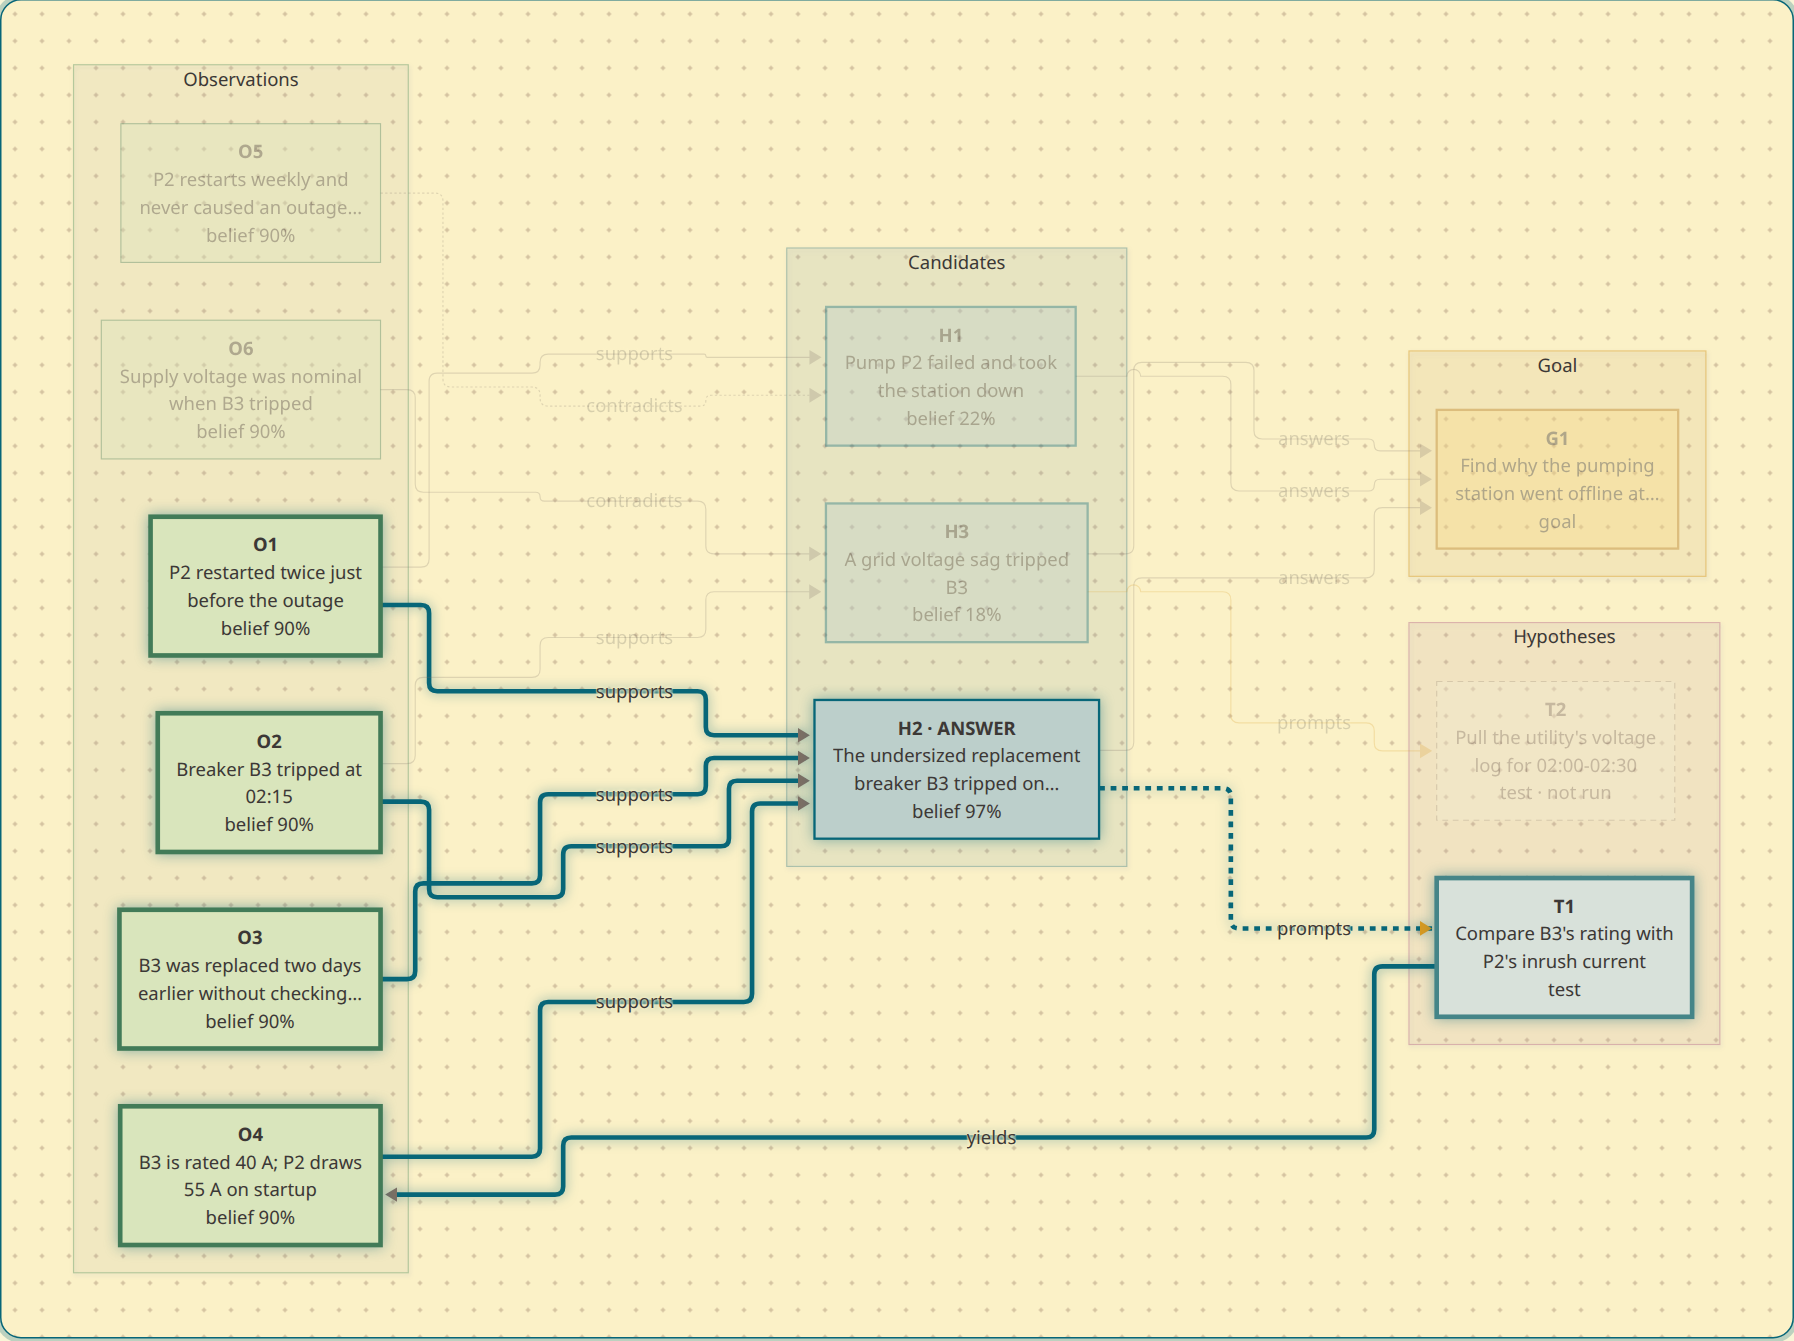 Observations
O5
P2 restarts weekly and
never caused an outage...
belief 90%
O6
Supply voltage was nominal
when B3 tripped
belief 90%
O1
P2 restarted twice just
before the outage
belief 90%
O2
Breaker B3 tripped at
02:15
belief 90%
O3
B3 was replaced two days
earlier without checking...
belief 90%
O4
B3 is rated 40 A; P2 draws
55 A on startup
belief 90%
supports
contradicts
contradicts
supports
supports
supports
supports
supports
yields
Candidates
H1
Pump P2 failed and took
the station down
belief 22%
H3
A grid voltage sag tripped
B3
belief 18%
H2 · ANSWER
The undersized replacement
breaker B3 tripped on...
belief 97%
answers
answers
answers
prompts
prompts
Goal
G1
Find why the pumping
station went offline at...
goal
Hypotheses
T2
Pull the utility's voltage
log for 02:00-02:30
test · not run
T1
Compare B3's rating with
P2's inrush current
test